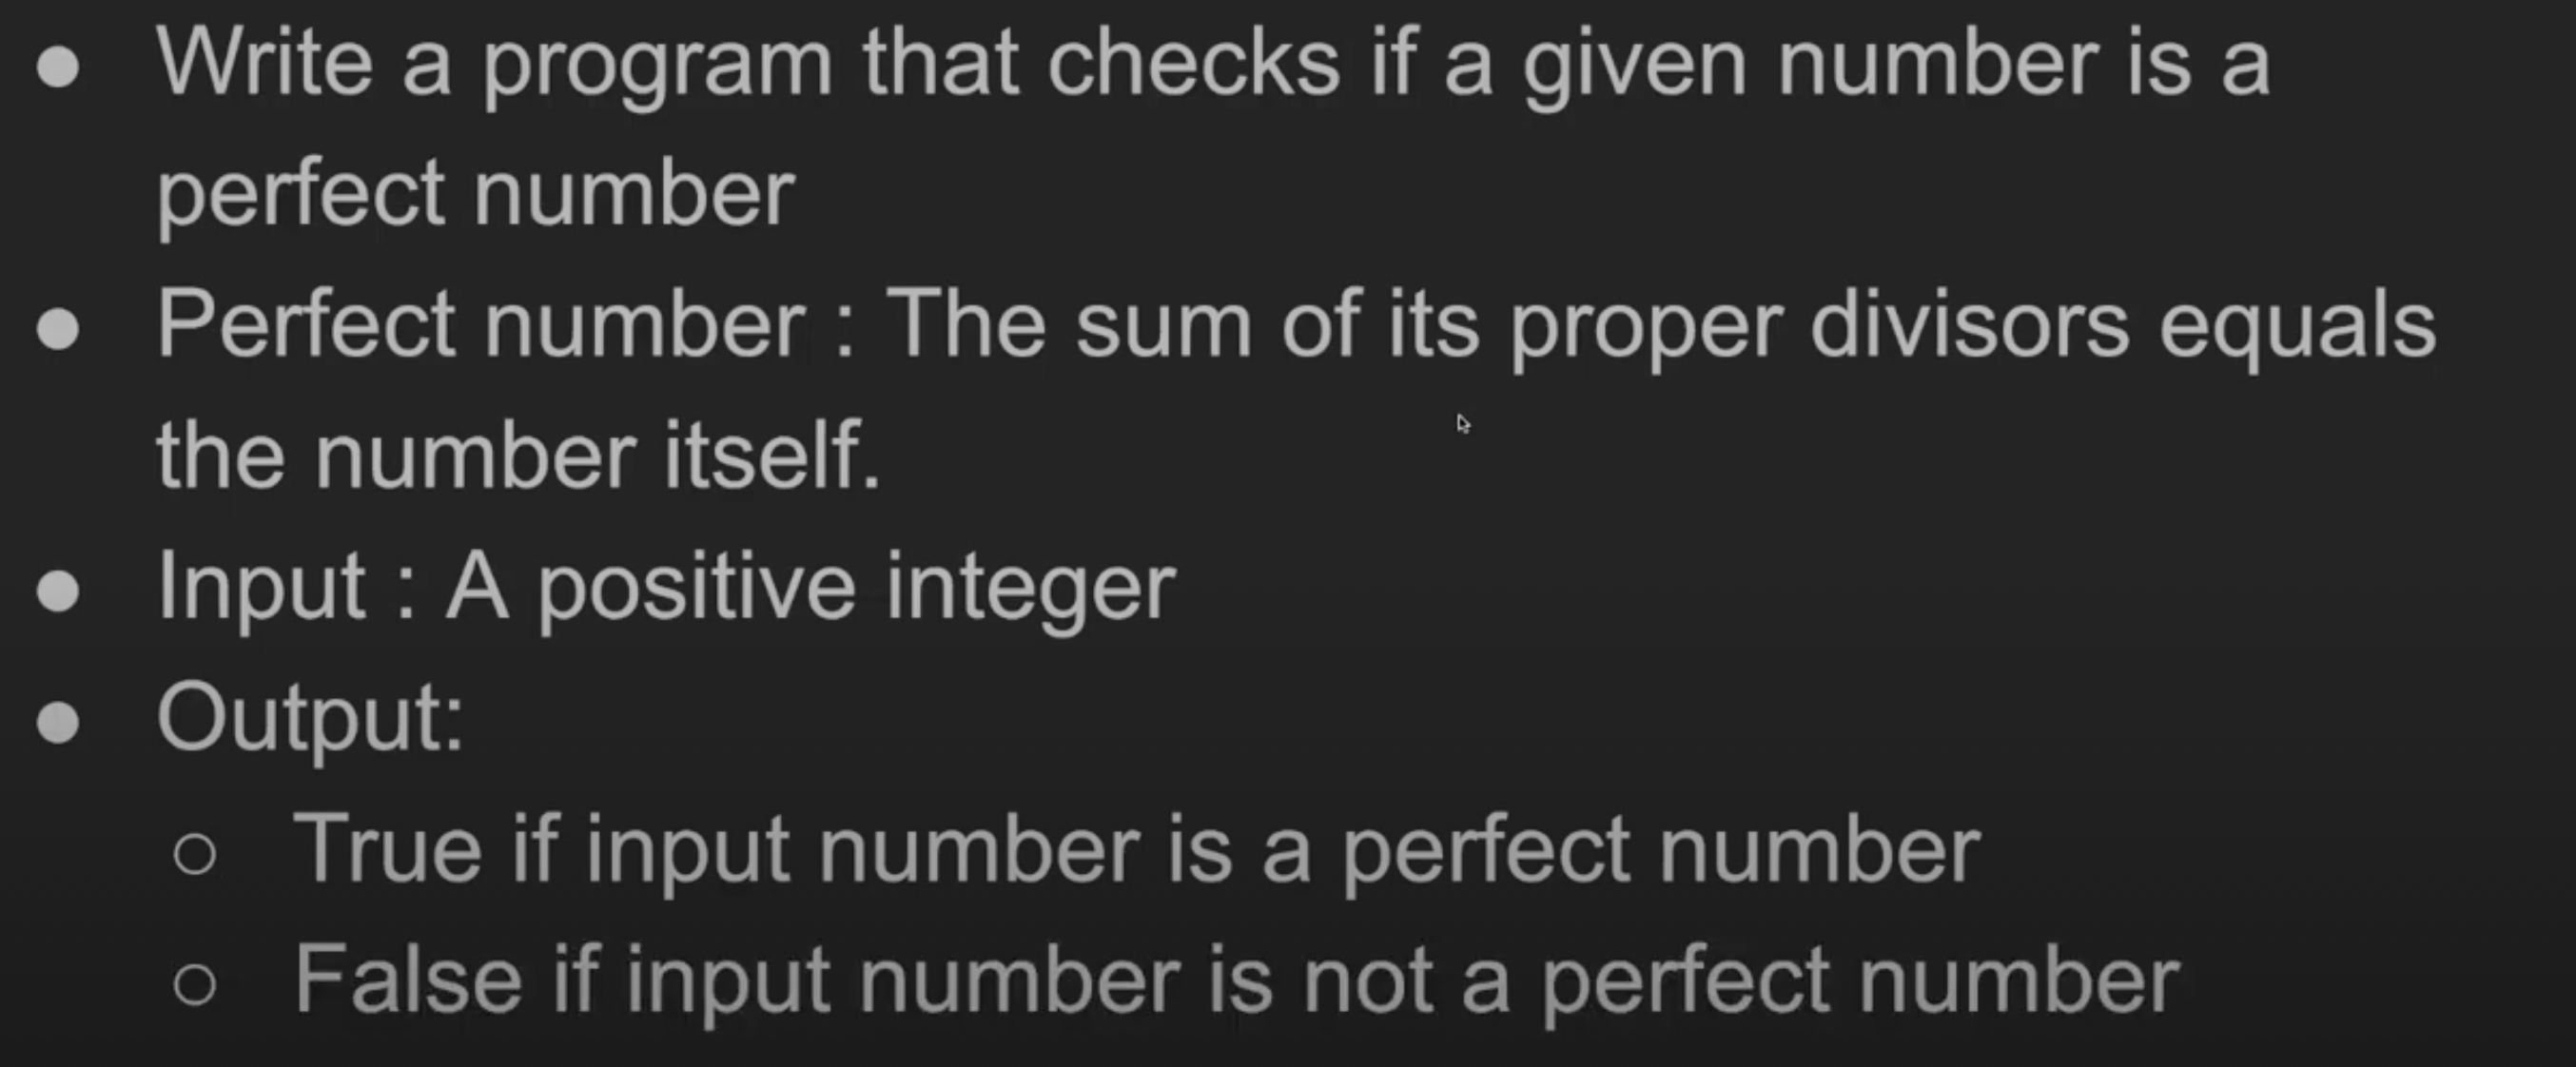 ● Write a program that checks if a given number is a
perfect number
● Perfect number : The sum of its proper divisors equals
the number itself.
● Input : A positive integer
● Output:
○ True if input number is a perfect number
○ False if input number is not a perfect number